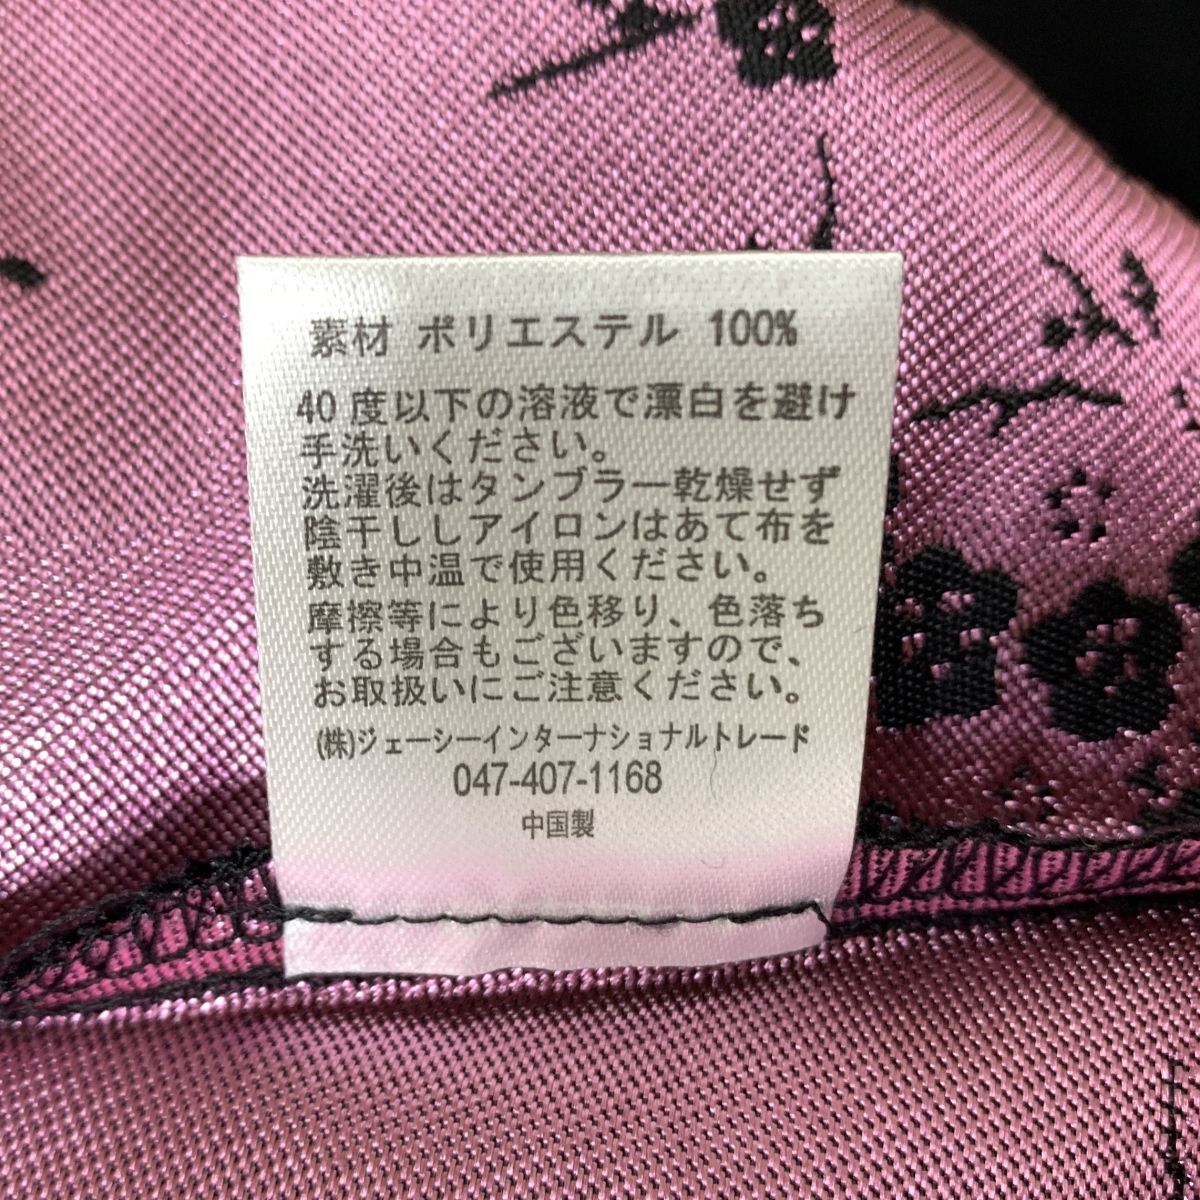 素材 ポリエステル 100%
40 度以下の溶液で漂白を避け
手洗いください。
洗濯後はタンブラー乾燥せず
陰干ししアイロンはあて布を
敷き中温で使用ください。
摩擦等により色移り、色落ち
する場合もございますので、
お取扱いにご注意ください。
(株)ジェーシーインターナショナルトレード
047-407-1168
中国製